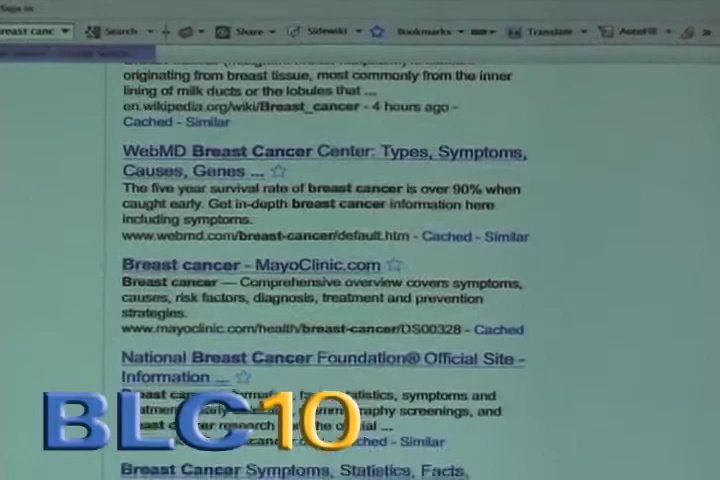 Sign in
reast canc Search Share Sidewiki Bookmarks Translate AutoFill
originating from breast tissue, most commonly from the inner
lining of milk ducts or the lobules that ...
en.wikipedia.org/wiki/Breast_cancer - 4 hours ago -
Cached - Similar
WebMD Breast Cancer Center: Types, Symptoms,
Causes, Genes ...
The five year survival rate of breast cancer is over 90% when
caught early. Get in-depth breast cancer information here
including symptoms.
www.webmd.com/breast-cancer/default.htm - Cached - Similar
Breast cancer - MayoClinic.com
Breast cancer — Comprehensive overview covers symptoms,
causes, risk factors, diagnosis, treatment and prevention
strategies.
www.mayoclinic.com/health/breast-cancer/DS00328 - Cached
National Breast Cancer Foundation® Official Site -
Information ...
Breast symptoms and
screenings, and
research
Similar
BLC10
Breast Cancer Symptoms, Statistics, Facts,